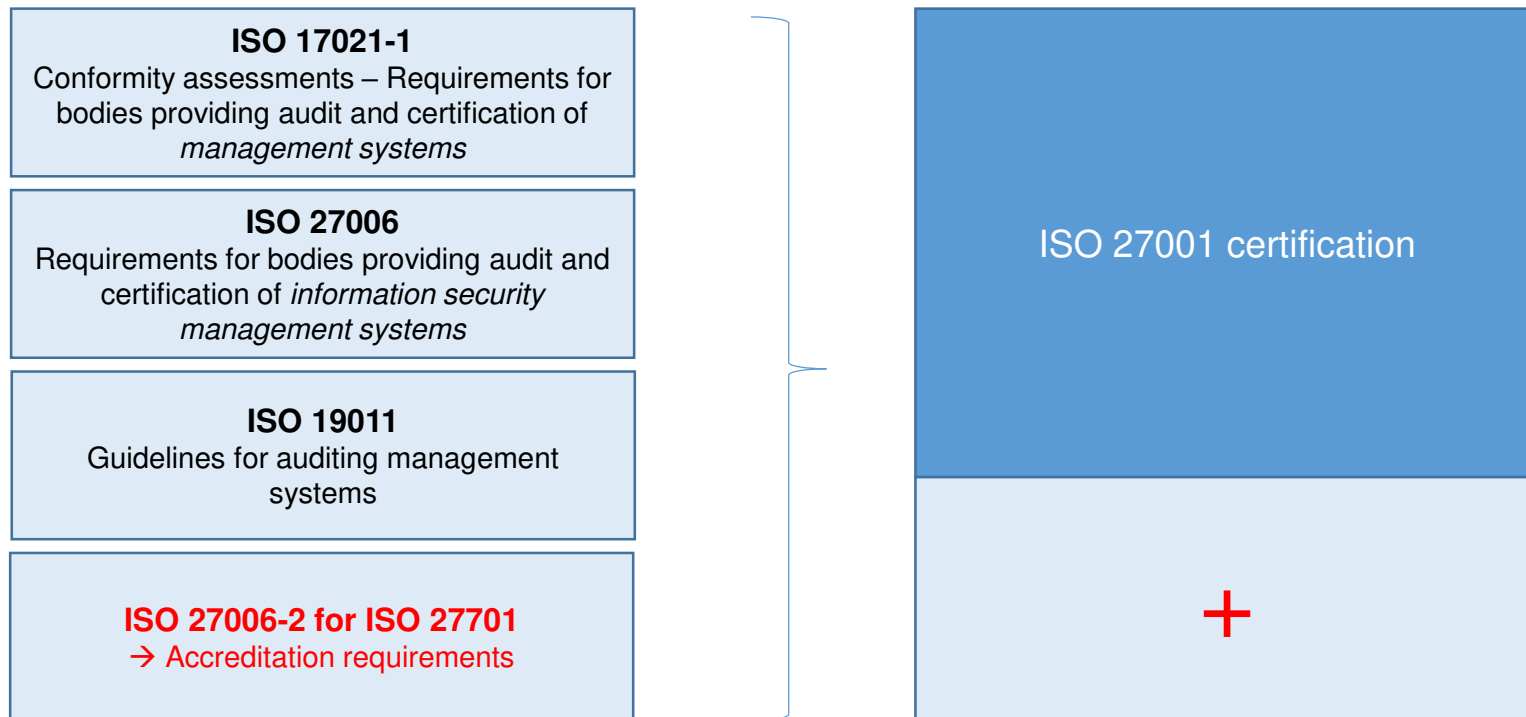 ISO 17021-1
Conformity assessments – Requirements for
bodies providing audit and certification of
management systems
ISO 27006
Requirements for bodies providing audit and
certification of information security
management systems
ISO 19011
Guidelines for auditing management
systems
ISO 27006-2 for ISO 27701
→ Accreditation requirements
ISO 27001 certification
+